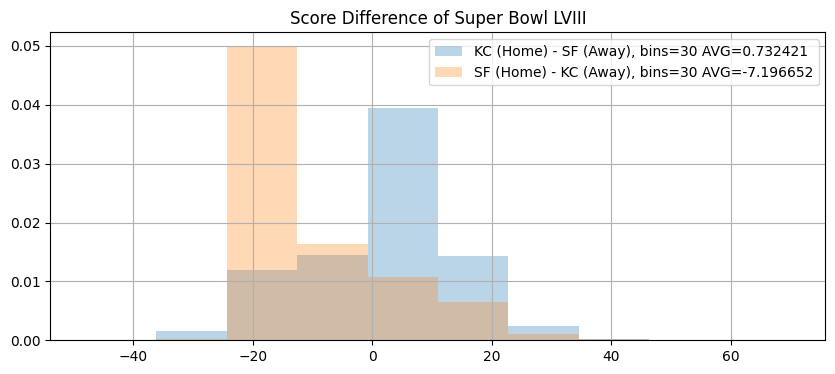 Score Difference of Super Bowl LVIII
KC (Home) - SF (Away), bins=30 AVG=0.732421
SF (Home) - KC (Away), bins=30 AVG=-7.196652
0.05
0.04
0.03
0.02
0.01
0.00
−40 −20 0 20 40 60